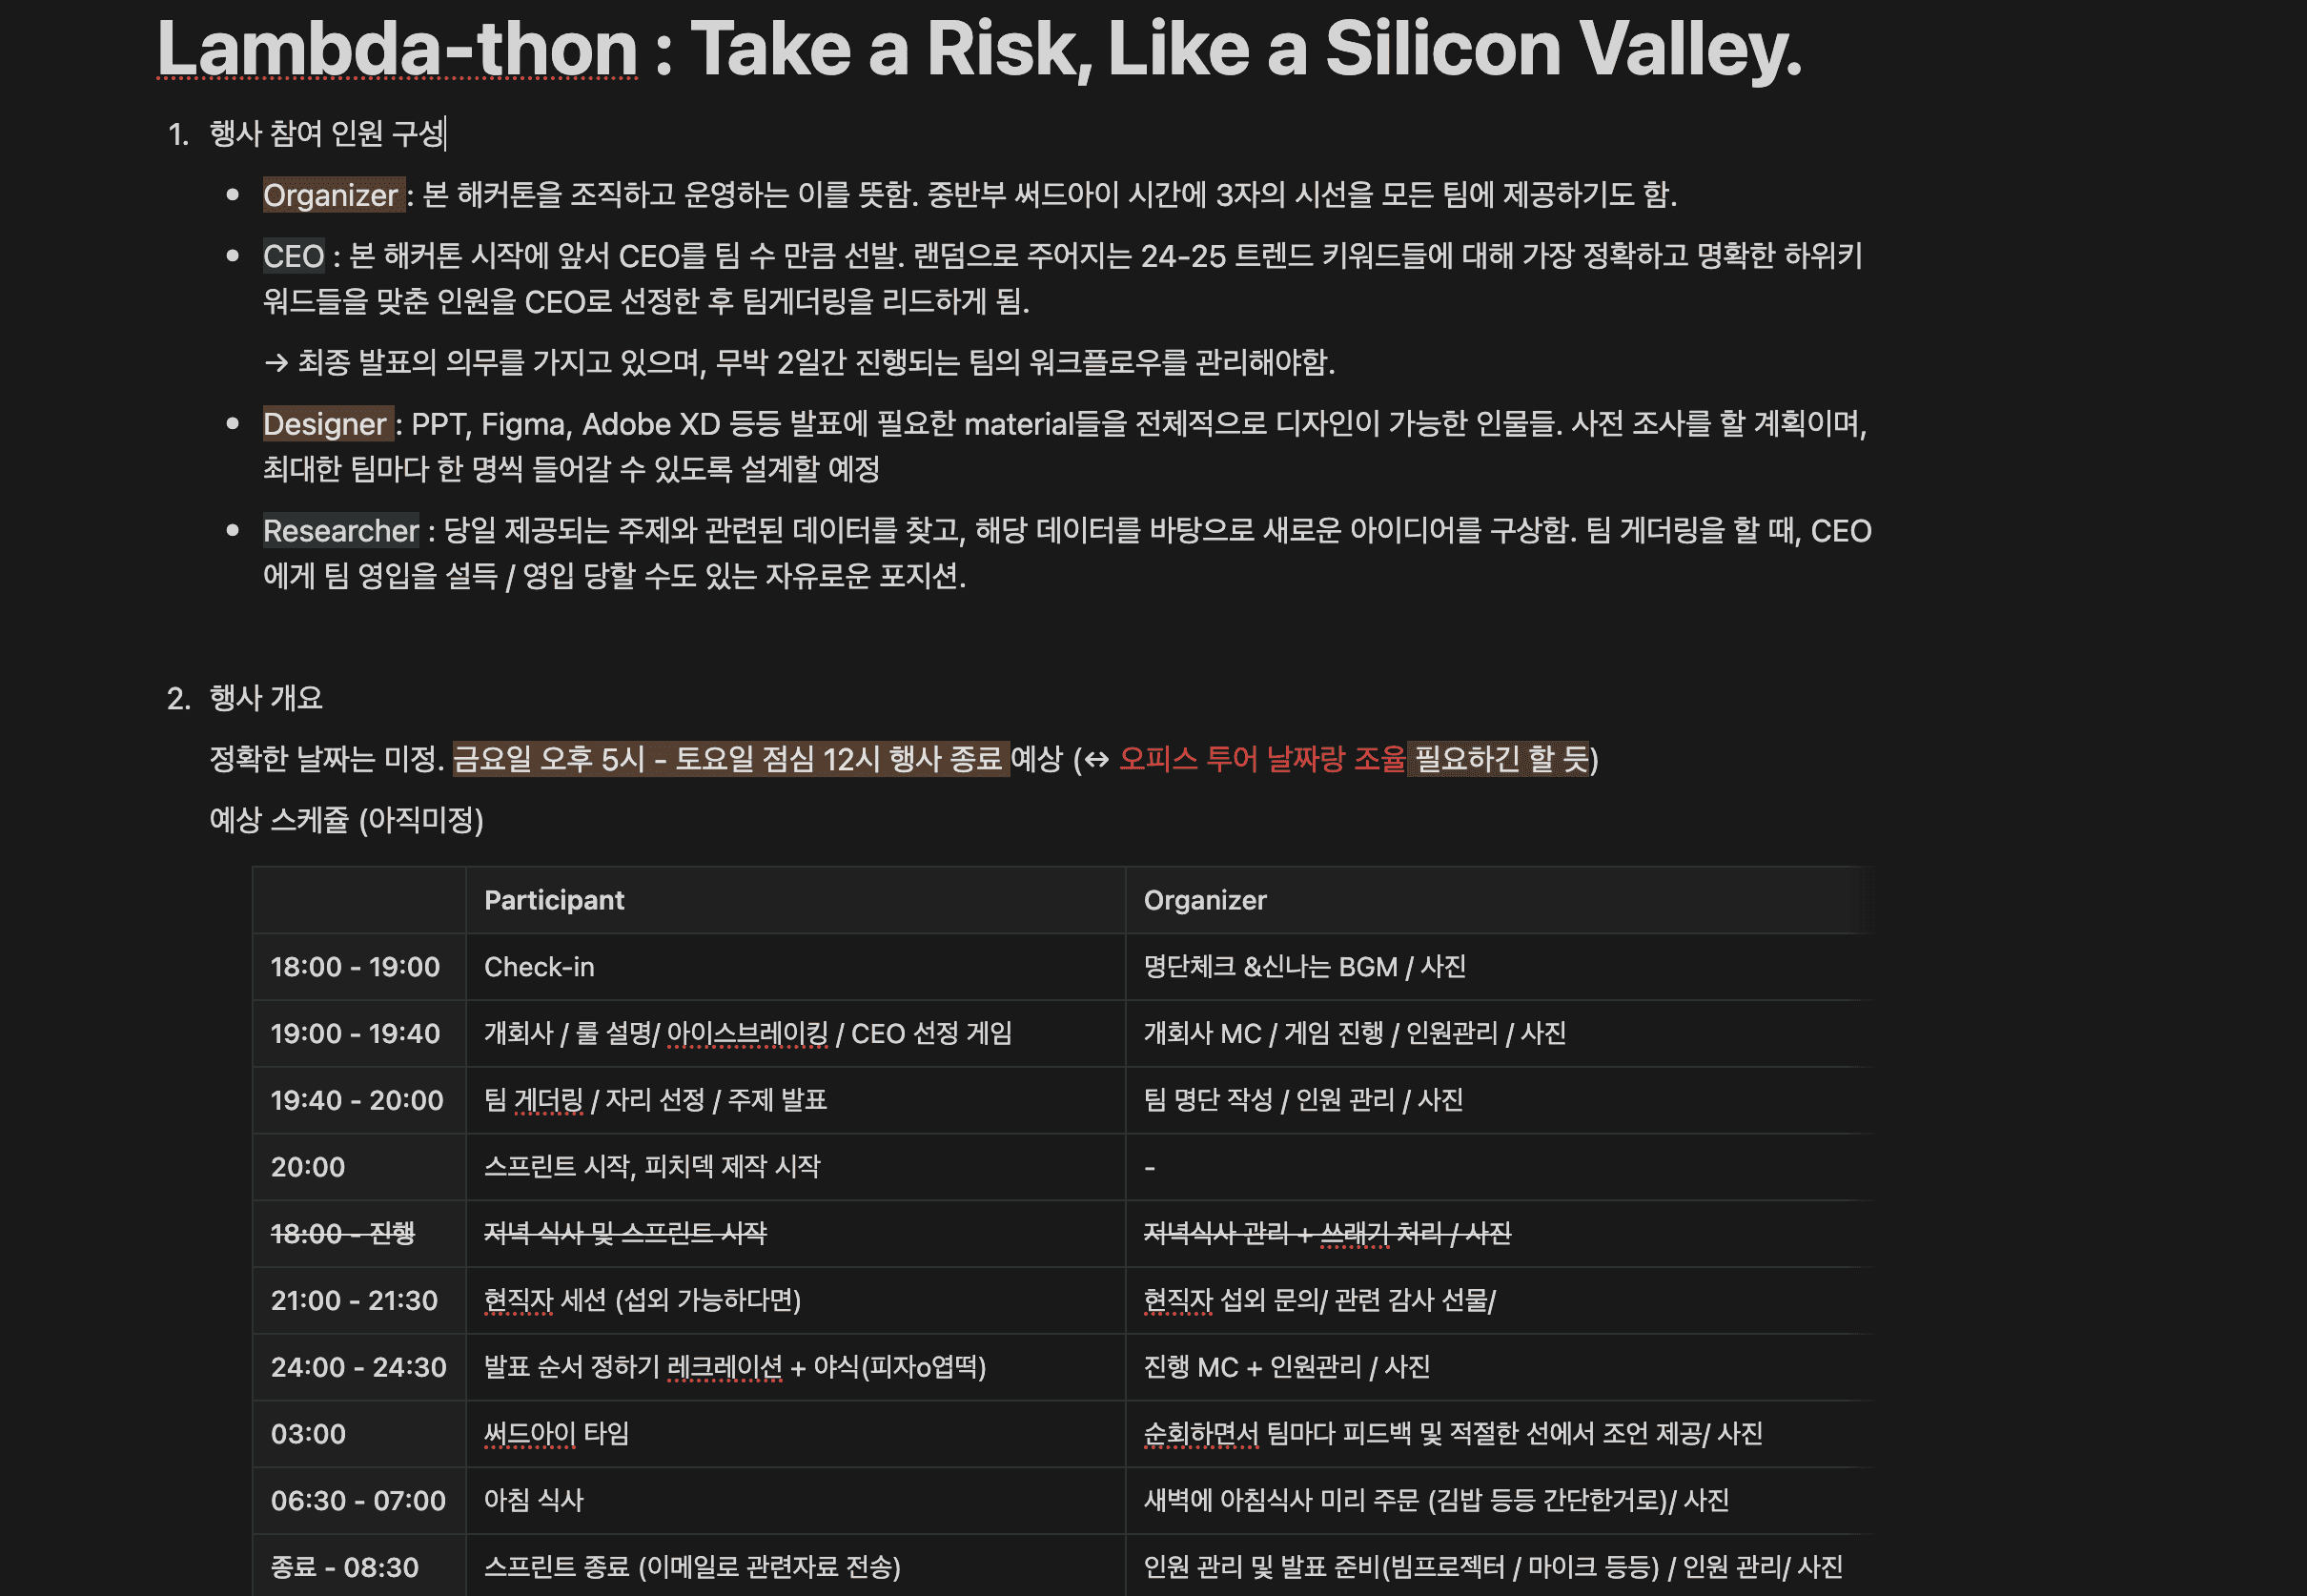 Lambda-thon : Take a Risk, Like a Silicon Valley.
1. 행사 참여 인원 구성
• Organizer : 본 해커톤을 조직하고 운영하는 이를 뜻함. 중반부 써드아이 시간에 3자의 시선을 모든 팀에 제공하기도 함.
• CEO : 본 해커톤 시작에 앞서 CEO를 팀 수 만큼 선발. 랜덤으로 주어지는 24-25 트렌드 키워드들에 대해 가장 정확하고 명확한 하위키
워드들을 맞춘 인원을 CEO로 선정한 후 팀게더링을 리드하게 됨.
→ 최종 발표의 의무를 가지고 있으며, 무박 2일간 진행되는 팀의 워크플로우를 관리해야함.
• Designer : PPT, Figma, Adobe XD 등등 발표에 필요한 material들을 전체적으로 디자인이 가능한 인물들. 사전 조사를 할 계획이며,
최대한 팀마다 한 명씩 들어갈 수 있도록 설계할 예정
• Researcher : 당일 제공되는 주제와 관련된 데이터를 찾고, 해당 데이터를 바탕으로 새로운 아이디어를 구상함. 팀 게더링을 할 때, CEO
에게 팀 영입을 설득 / 영입 당할 수도 있는 자유로운 포지션.
2. 행사 개요
정확한 날짜는 미정. 금요일 오후 5시 - 토요일 점심 12시 행사 종료 예상 (↔ 오피스 투어 날짜랑 조율 필요하긴 할 듯)
예상 스케쥴 (아직미정)
Participant Organizer
18:00 - 19:00 Check-in 명단체크 &신나는 BGM / 사진
19:00 - 19:40 개회사 / 룰 설명/ 아이스브레이킹 / CEO 선정 게임 개회사 MC / 게임 진행 / 인원관리 / 사진
19:40 - 20:00 팀 게더링 / 자리 선정 / 주제 발표 팀 명단 작성 / 인원 관리 / 사진
20:00 스프린트 시작, 피치덱 제작 시작 -
18:00 - 진행 저녁 식사 및 스프린트 시작 저녁식사 관리 + 쓰래기 처리 / 사진
21:00 - 21:30 현직자 세션 (섭외 가능하다면) 현직자 섭외 문의/ 관련 감사 선물/
24:00 - 24:30 발표 순서 정하기 레크레이션 + 야식(피자o엽떡) 진행 MC + 인원관리 / 사진
03:00 써드아이 타임 순회하면서 팀마다 피드백 및 적절한 선에서 조언 제공/ 사진
06:30 - 07:00 아침 식사 새벽에 아침식사 미리 주문 (김밥 등등 간단한거로)/ 사진
종료 - 08:30 스프린트 종료 (이메일로 관련자료 전송) 인원 관리 및 발표 준비(빔프로젝터 / 마이크 등등) / 인원 관리/ 사진